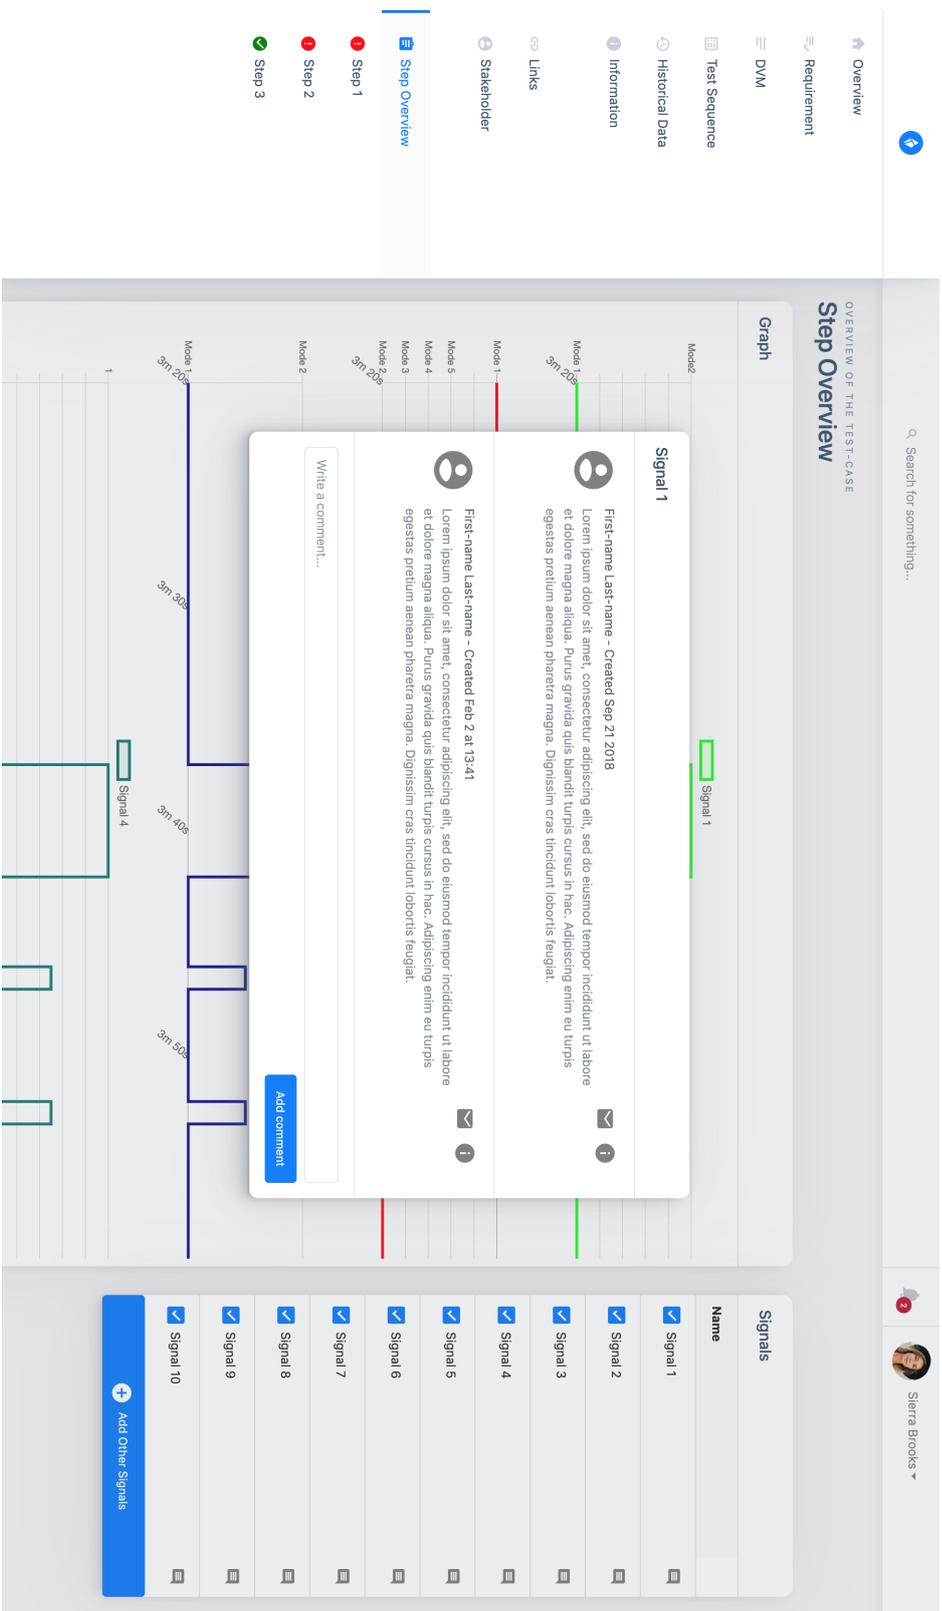 Search for something...
2
Sierra Brooks
Overview
Requirement
DVM
Test Sequence
Historical Data
Information
Links
Stakeholder
Step Overview
Step 1
Step 2
Step 3
OVERVIEW OF THE TEST-CASE
Step Overview
Graph
Signal 1
Mode2
Mode 1
3m 20s
Mode 1
Mode 5
Mode 4
Mode 3
Mode 2
3m 20s
Mode 2
Mode 1
3m 20s
3m 30s
3m 40s
3m 50s
Signal 4
1
Signal 1
First-name Last-name - Created Sep 21 2018
Lorem ipsum dolor sit amet, consectetur adipiscing elit, sed do eiusmod tempor incididunt ut labore
et dolore magna aliqua. Purus gravida quis blandit turpis cursus in hac. Adipiscing enim eu turpis
egestas pretium aenean pharetra magna. Dignissim cras tincidunt lobortis feugiat.
First-name Last-name - Created Feb 2 at 13:41
Lorem ipsum dolor sit amet, consectetur adipiscing elit, sed do eiusmod tempor incididunt ut labore
et dolore magna aliqua. Purus gravida quis blandit turpis cursus in hac. Adipiscing enim eu turpis
egestas pretium aenean pharetra magna. Dignissim cras tincidunt lobortis feugiat.
Write a comment...
Add comment
Signals
Name
Signal 1
Signal 2
Signal 3
Signal 4
Signal 5
Signal 6
Signal 7
Signal 8
Signal 9
Signal 10
Add Other Signals